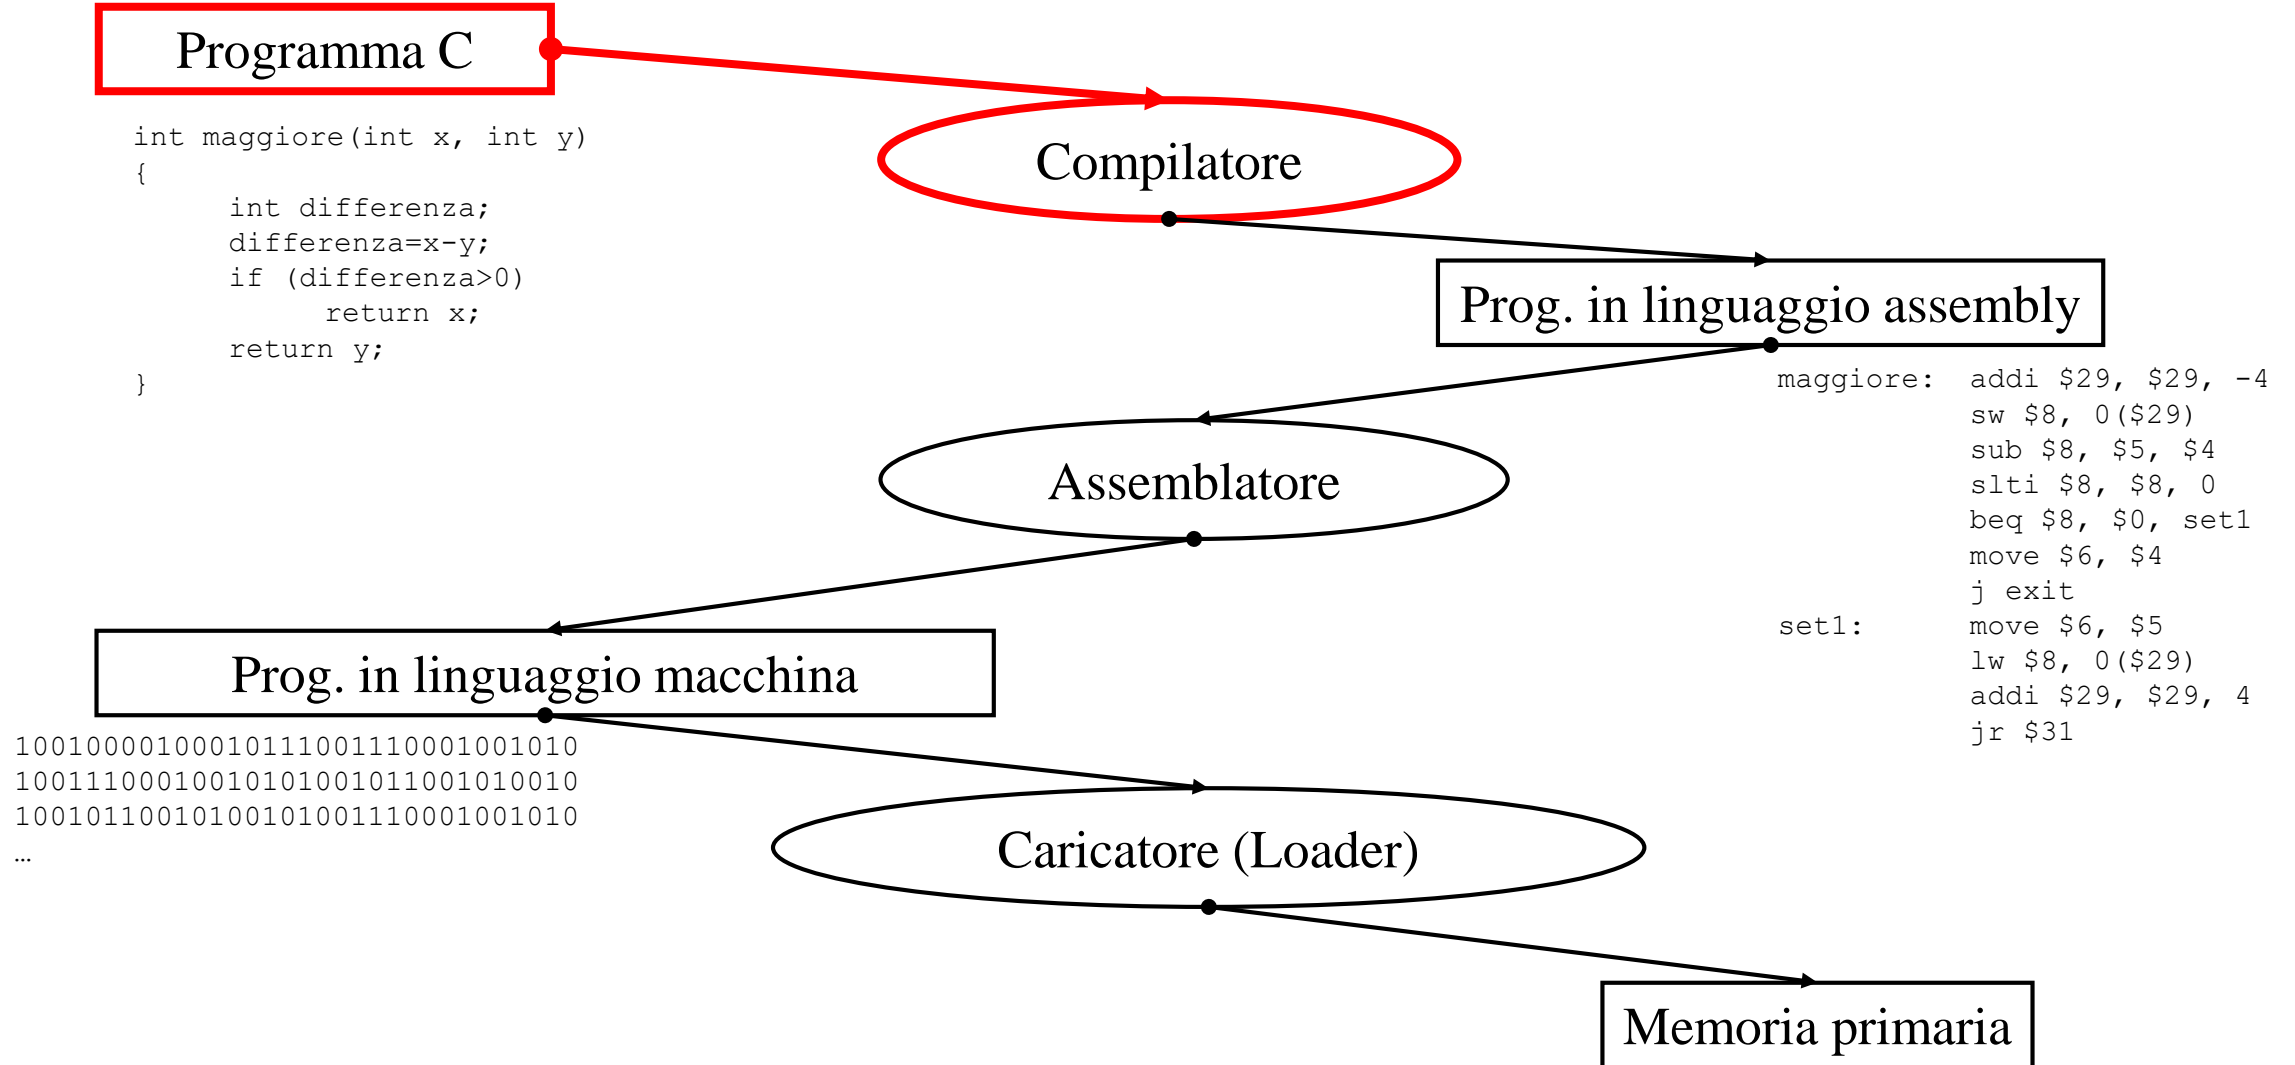 Programma C
int maggiore(int x, int y)
{
int differenza;
differenza=x-y;
if (differenza>0)
return x;
return y;
}
Compilatore
Prog. in linguaggio assembly
maggiore: addi $29, $29, -4
sw $8, 0($29)
sub $8, $5, $4
slti $8, $8, 0
beq $8, $0, set1
move $6, $4
j exit
set1: move $6, $5
lw $8, 0($29)
addi $29, $29, 4
jr $31
Assemblatore
Prog. in linguaggio macchina
10010000100010111001110001001010
10011100010010101001011001010010
10010110010100101001110001001010
…
Caricatore (Loader)
Memoria primaria